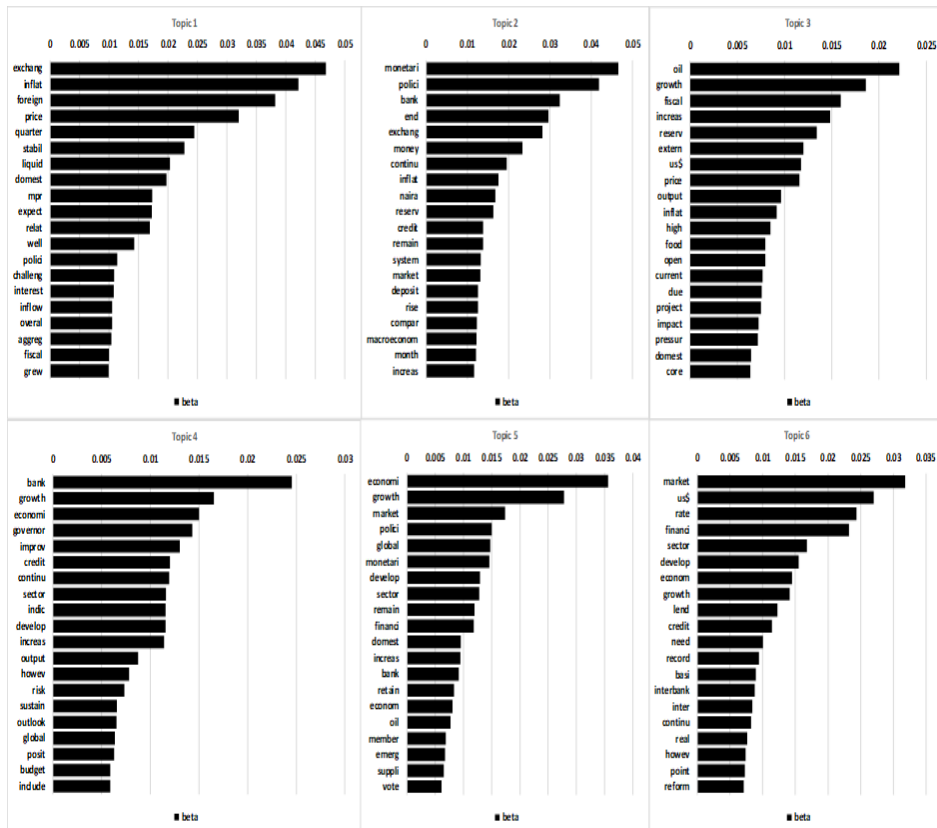 Topic 1
0 0.005 0.01 0.015 0.02 0.025 0.03 0.035 0.04 0.045 0.05
exchang
inflat
foreign
price
quarter
stabil
liquid
domest
mpr
expect
relat
well
polici
challeng
interest
inflow
overal
aggreg
fiscal
grew
beta
Topic 2
0 0.01 0.02 0.03 0.04 0.05
monetari
polici
bank
end
exchang
money
continu
inflat
naira
reserv
credit
remain
system
market
deposit
rise
compar
macroeconom
month
increas
beta
Topic 3
0 0.005 0.01 0.015 0.02 0.025
oil
growth
fiscal
increas
reserv
extern
us$
price
output
inflat
high
food
open
current
due
project
impact
pressur
domest
core
beta
Topic 4
0 0.005 0.01 0.015 0.02 0.025 0.03
bank
growth
economi
governor
improv
credit
continu
sector
indic
develop
increas
output
howev
risk
sustain
outlook
global
posit
budget
include
beta
Topic 5
0 0.005 0.01 0.015 0.02 0.025 0.03 0.035 0.04
economi
growth
market
polici
global
monetari
develop
sector
remain
financi
domest
increas
bank
retain
econom
oil
member
emerg
suppli
vote
beta
Topic 6
0 0.005 0.01 0.015 0.02 0.025 0.03 0.035
market
us$
rate
financi
sector
develop
econom
growth
lend
credit
need
record
basi
interbank
inter
continu
real
howev
point
reform
beta